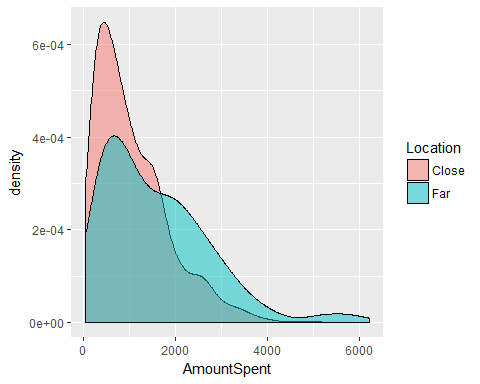 6e-04
4e-04
2e-04
0e+00
density
0
2000
4000
6000
AmountSpent
Location
Close
Far